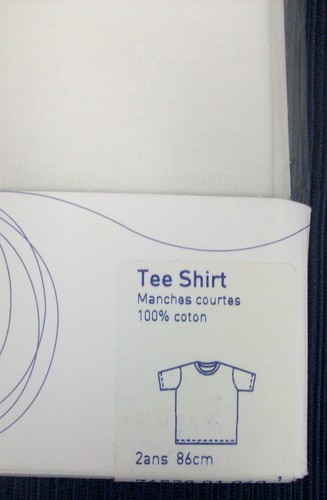 Tee Shirt
Manches courtes
100% coton
2ans 86cm